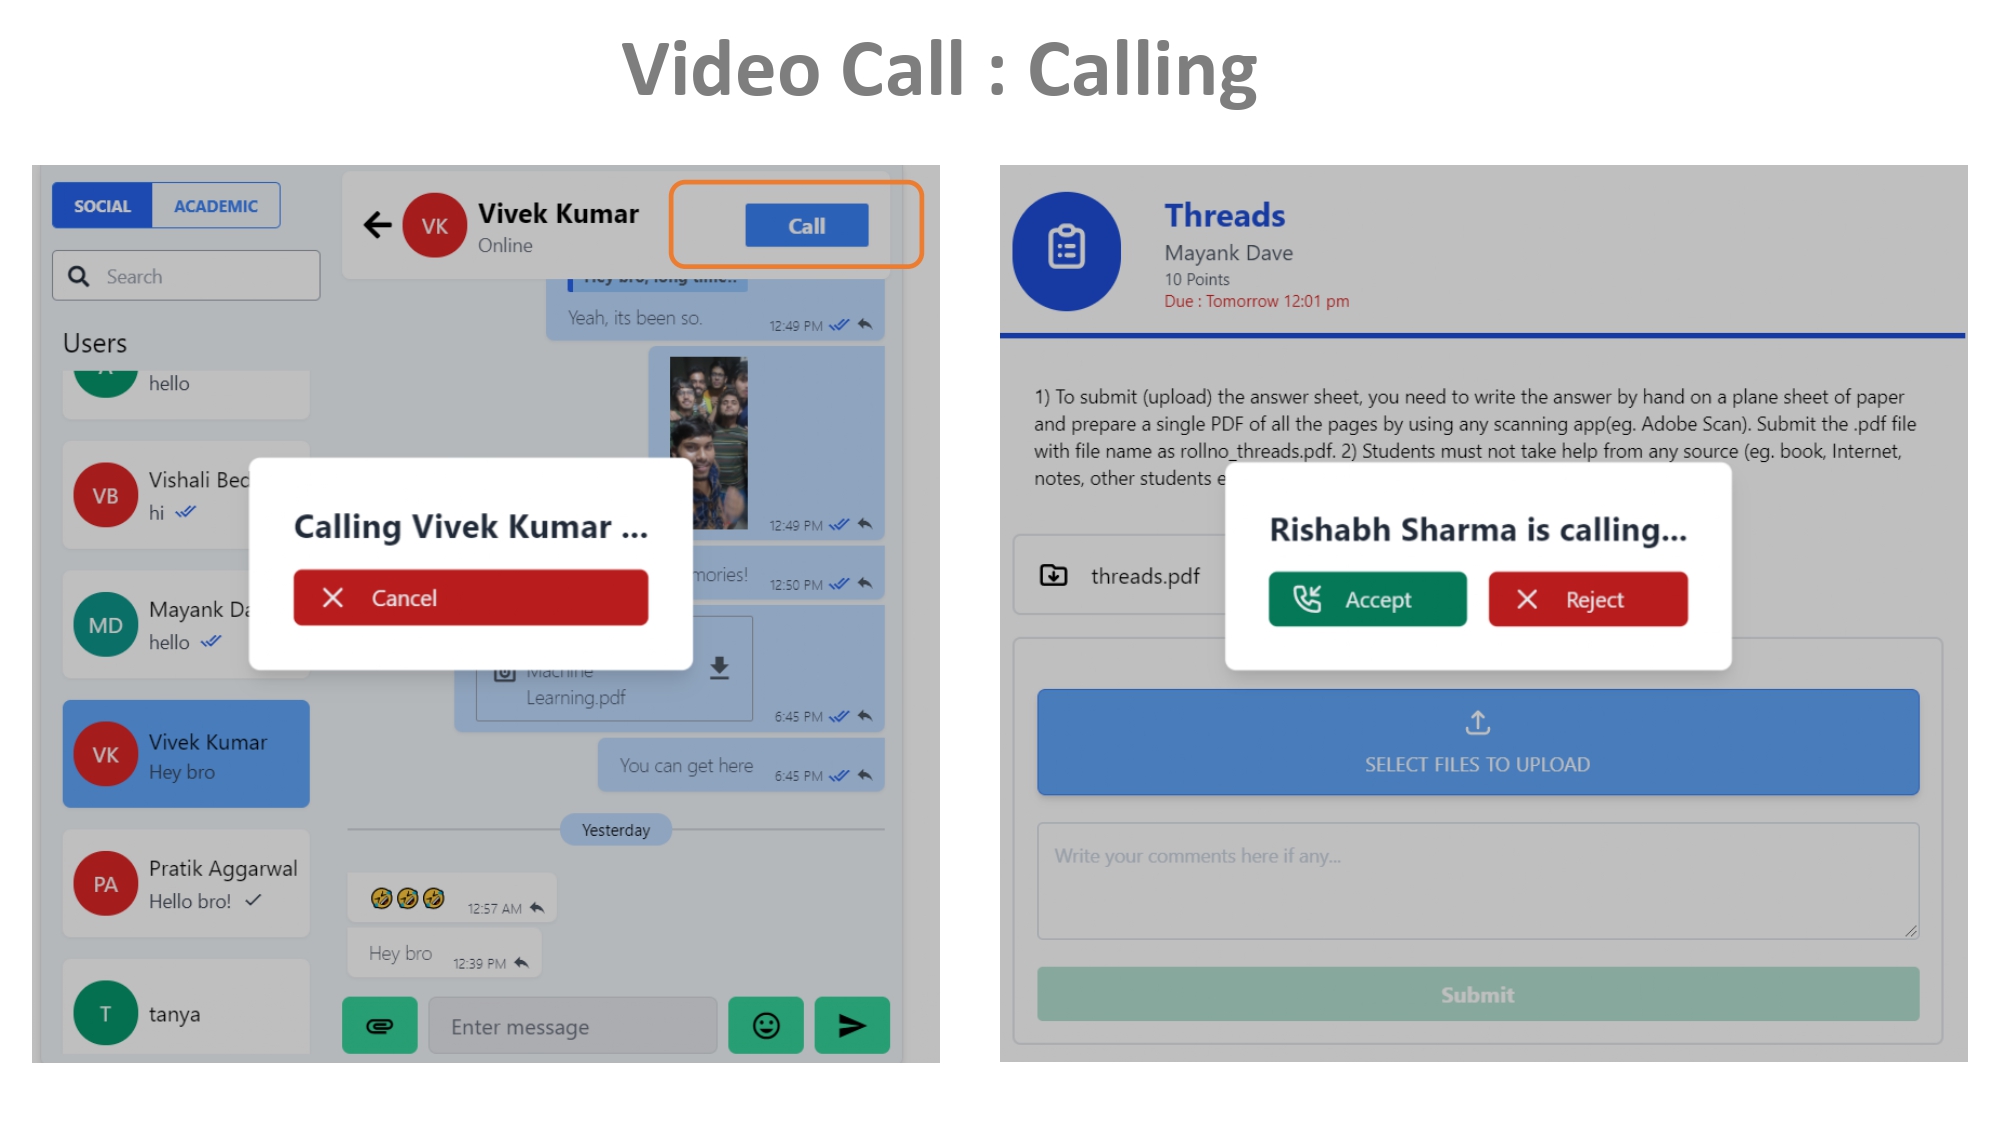 Video Call : Calling
SOCIAL
ACADEMIC
Search
Users
hello
VB
Vishali Bed
hi
MD
Mayank Da
hello
VK
Vivek Kumar
Hey bro
PA
Pratik Aggarwal
Hello bro!
T
tanya
VK
Vivek Kumar
Online
Call
Hey bro, long time..
Yeah, its been so.
12:49 PM
12:49 PM
mories!
12:50 PM
Machine
Learning.pdf
6:45 PM
You can get here
6:45 PM
Yesterday
12:57 AM
Hey bro
12:39 PM
Enter message
Calling Vivek Kumar ...
Cancel
Threads
Mayank Dave
10 Points
Due : Tomorrow 12:01 pm
1) To submit (upload) the answer sheet, you need to write the answer by hand on a plane sheet of paper
and prepare a single PDF of all the pages by using any scanning app(eg. Adobe Scan). Submit the .pdf file
with file name as rollno_threads.pdf. 2) Students must not take help from any source (eg. book, Internet,
notes, other students e
threads.pdf
Rishabh Sharma is calling...
Accept
Reject
SELECT FILES TO UPLOAD
Write your comments here if any...
Submit